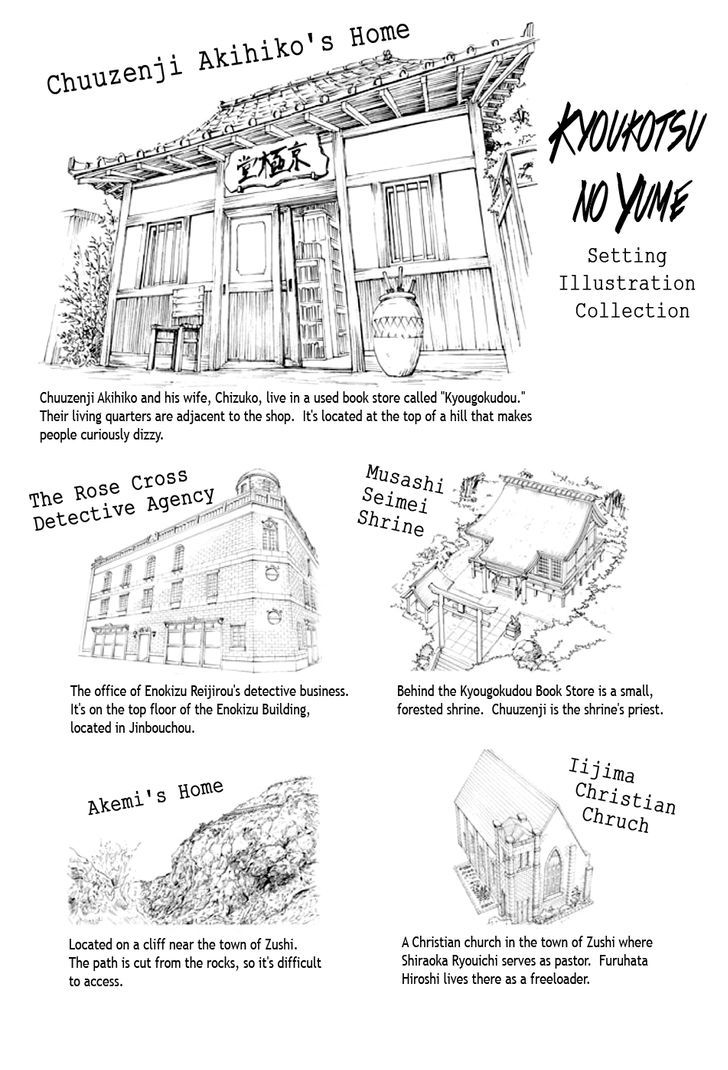 Chuuzenji Akihiko's Home
堂極京
Kyoukotsu
no Yume
Setting
Illustration
Collection
Chuuzenji Akihiko and his wife, Chizuko, live in a used book store called "Kyougokudou."
Their living quarters are adjacent to the shop.  It's located at the top of a hill that makes
people curiously dizzy.
The Rose Cross
Detective Agency
The office of Enokizu Reijirou's detective business.
It's on the top floor of the Enokizu Building,
located in Jinbouchou.
Musashi
Seimei
Shrine
Behind the Kyougokudou Book Store is a small,
forested shrine.  Chuuzenji is the shrine's priest.
Akemi's Home
Located on a cliff near the town of Zushi.
The path is cut from the rocks, so it's difficult
to access.
Iijima
Christian
Chruch
A Christian church in the town of Zushi where
Shiraoka Ryouichi serves as pastor.  Furuhata
Hiroshi lives there as a freeloader.